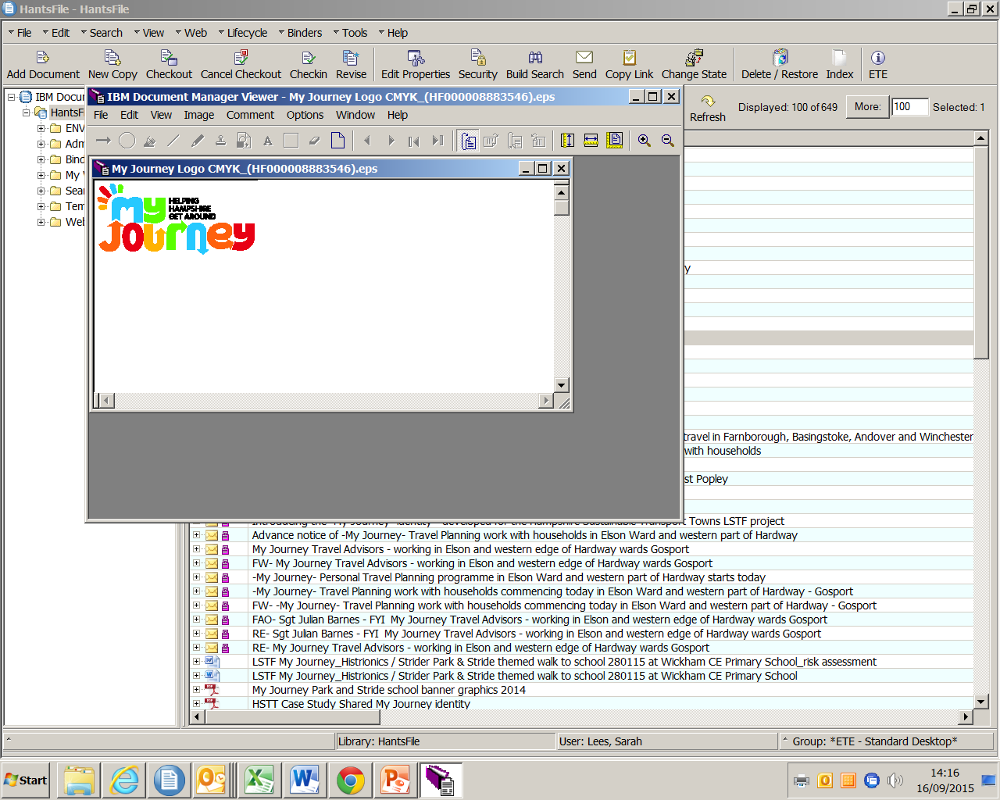 HantsFile - HantsFile
File Edit Search View Web Lifecycle Binders Tools Help
Add Document New Copy Checkout Cancel Checkout Checkin Revise Edit Properties Security Build Search Send Copy Link Change State Delete / Restore Index ETE
IBM Docur
HantsFi
ENV
Adm
Bind
My
Sear
Tem
Web
Refresh Displayed: 100 of 649 More: 100 Selected: 1
IBM Document Manager Viewer - My Journey Logo CMYK_(HF000008883546).eps
File Edit View Image Comment Options Window Help
My Journey Logo CMYK_(HF000008883546).eps
My
HELPING
HAMPSHIRE
GET AROUND
Journey
y
travel in Farnborough, Basingstoke, Andover and Winchester
with households
st Popley
Introducing the -My Journey- identity - developed for the Hampshire Sustainable Transport Towns LSTF project
Advance notice of -My Journey- Travel Planning work with households in Elson Ward and western part of Hardway
My Journey Travel Advisors - working in Elson and western edge of Hardway wards Gosport
FW- My Journey Travel Advisors - working in Elson and western edge of Hardway wards Gosport
-My Journey- Personal Travel Planning programme in Elson Ward and western part of Hardway starts today
-My Journey- Travel Planning work with households commencing today in Elson Ward and western part of Hardway - Gosport
FW- -My Journey- Travel Planning work with households commencing today in Elson Ward and western part of Hardway - Gosport
FAO- Sgt Julian Barnes - FYI  My Journey Travel Advisors - working in Elson and western edge of Hardway wards Gosport
RE- Sgt Julian Barnes - FYI  My Journey Travel Advisors - working in Elson and western edge of Hardway wards Gosport
RE- My Journey Travel Advisors - working in Elson and western edge of Hardway wards Gosport
LSTF My Journey_Histrionics / Strider Park & Stride themed walk to school 280115 at Wickham CE Primary School_risk assessment
LSTF My Journey_Histrionics / Strider Park & Stride themed walk to school 280115 at Wickham CE Primary School
My Journey Park and Stride school banner graphics 2014
HSTT Case Study Shared My Journey identity
Library: HantsFile User: Lees, Sarah Group: *ETE - Standard Desktop*
Start
14:16
16/09/2015